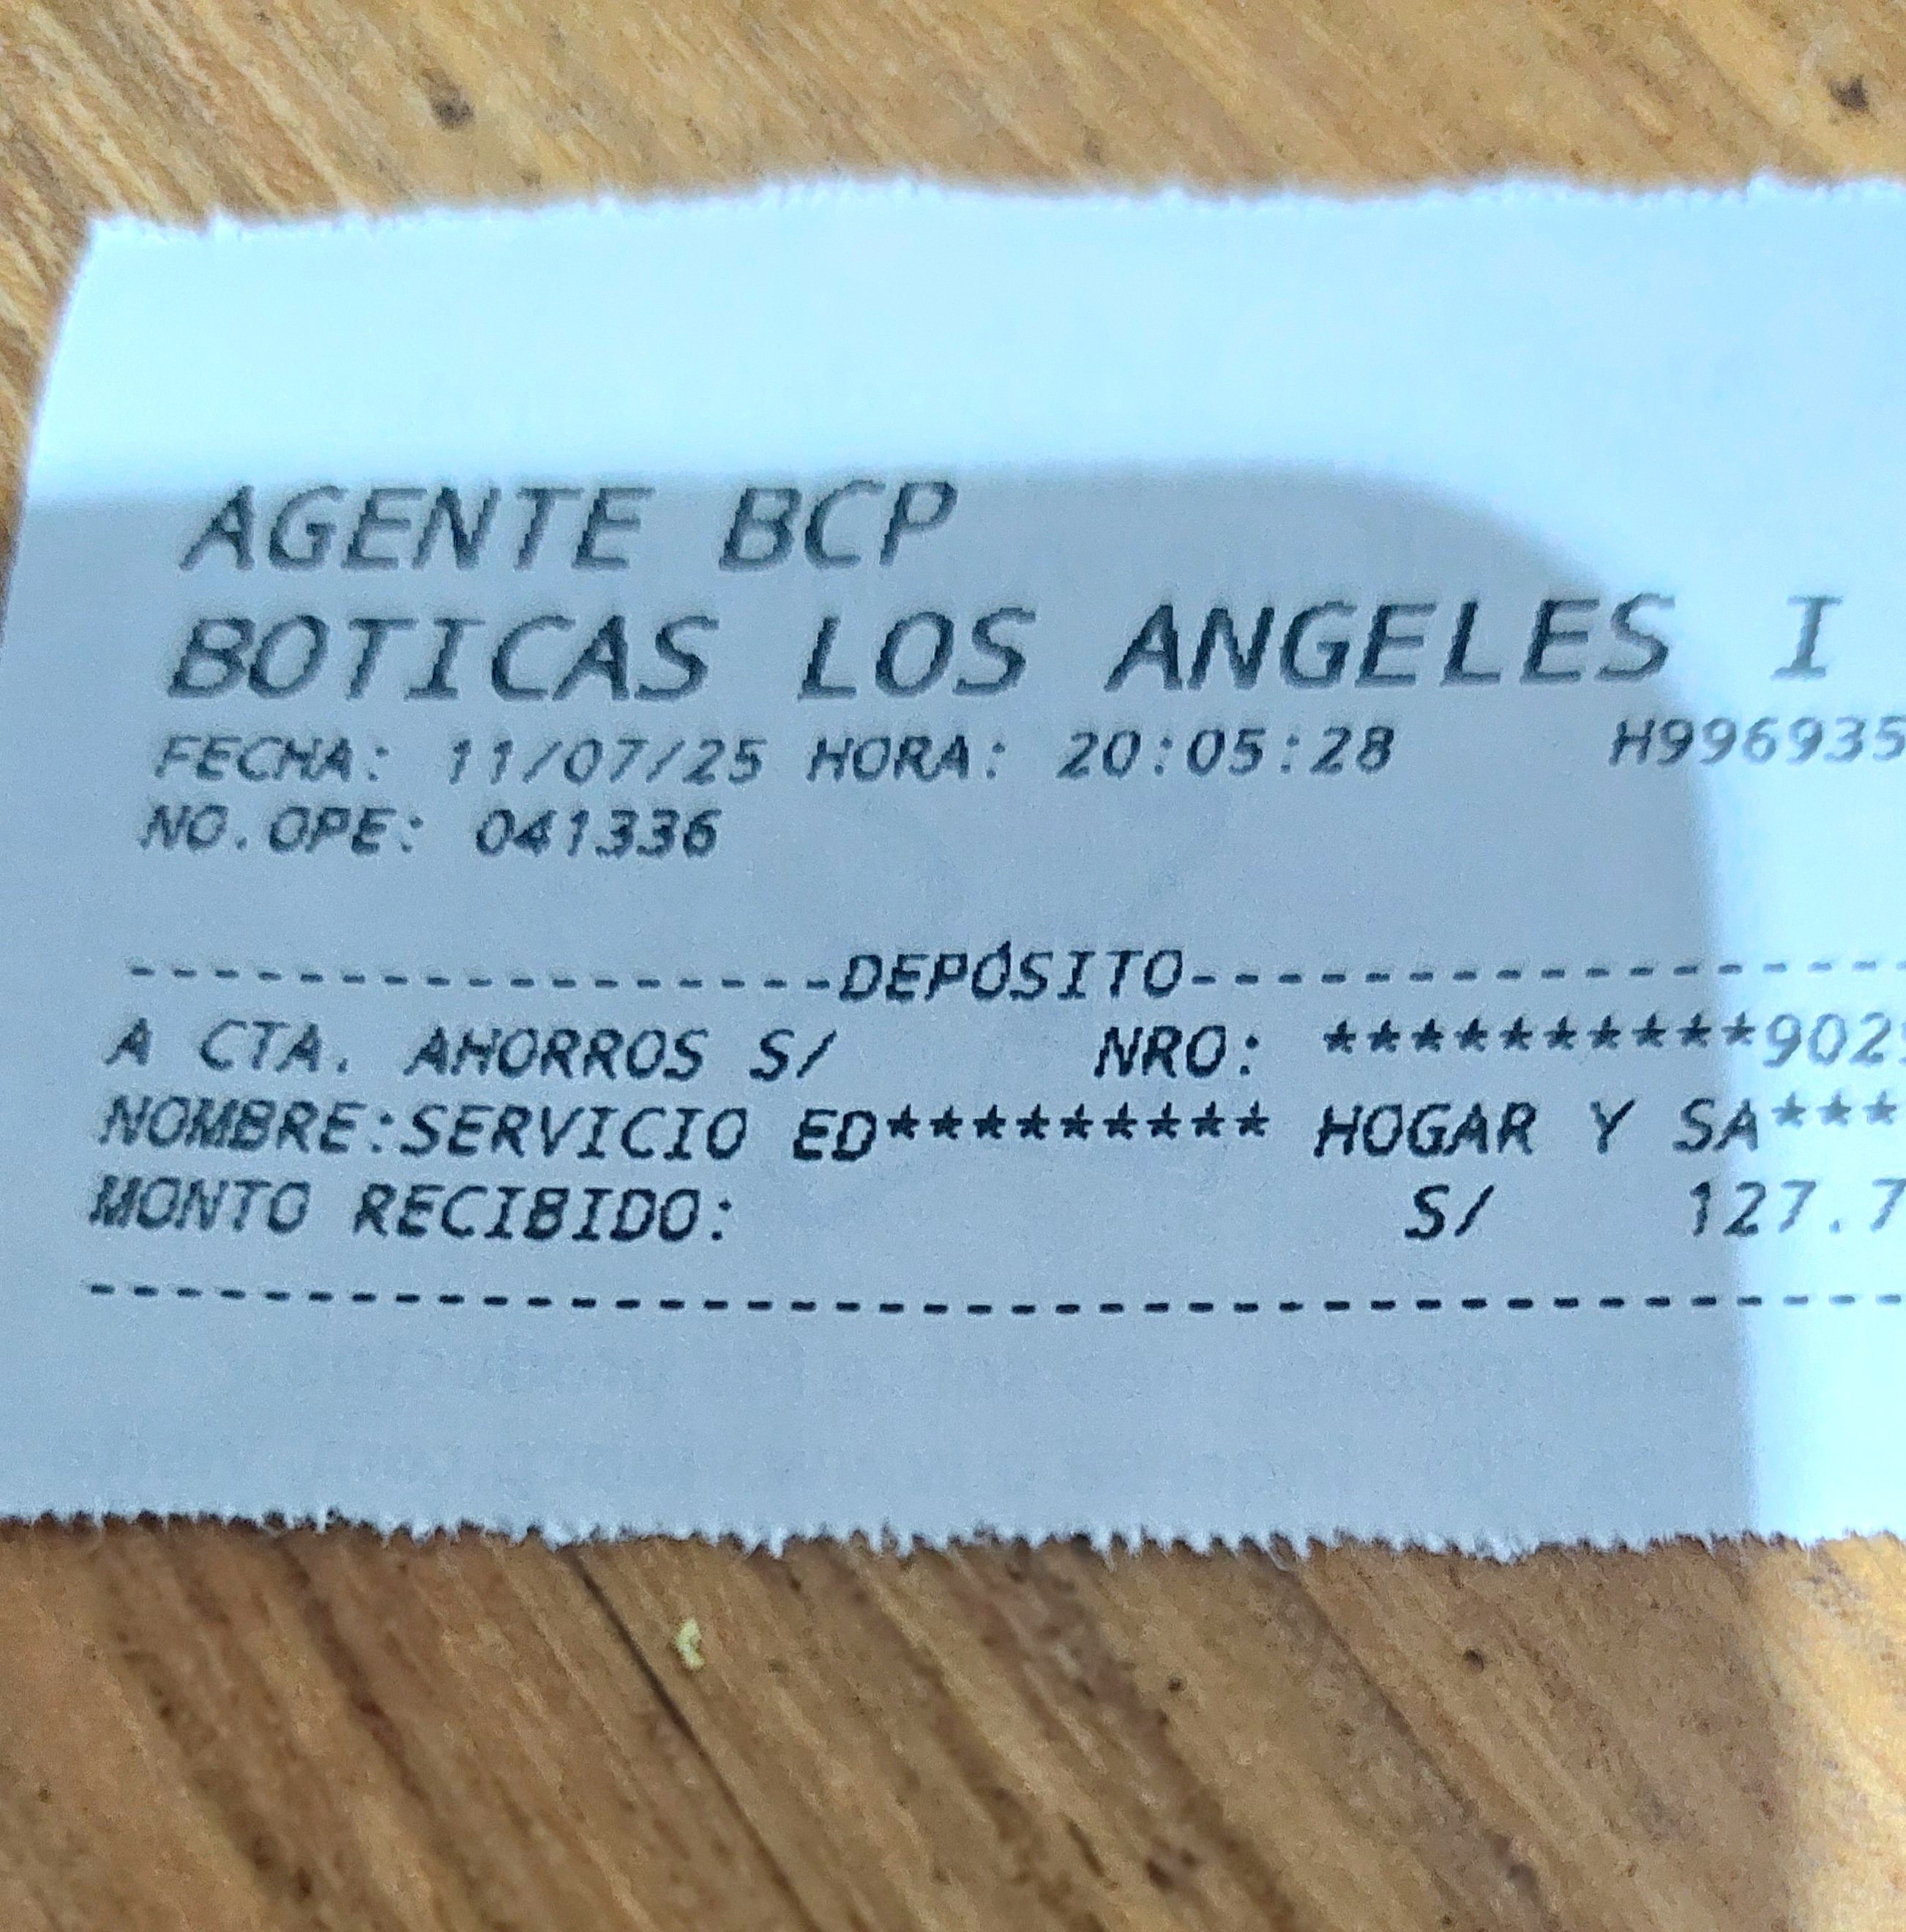 AGENTE BCP
BOTICAS LOS ANGELES I
FECHA: 11/07/25 HORA: 20:05:28 H996935
NO.OPE: 041336
----------------DEPÓSITO-----------------
A CTA. AHORROS S/ NRO: **********902
NOMBRE:SERVICIO ED********* HOGAR Y SA***
MONTO RECIBIDO: S/ 127.7
-----------------------------------------